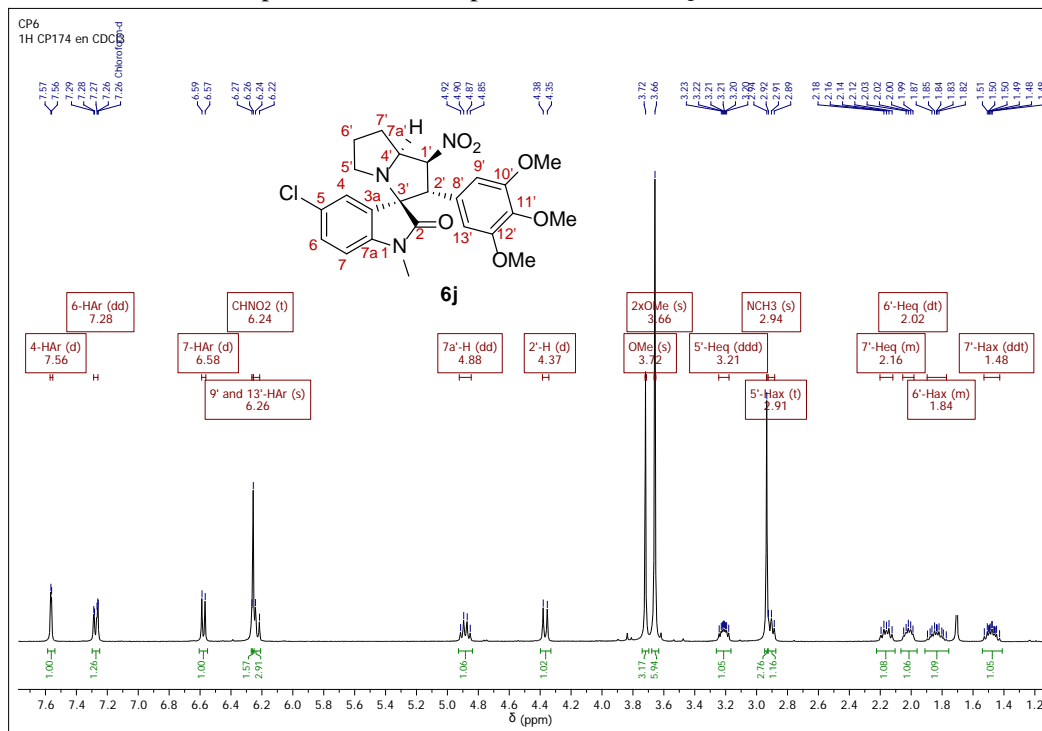 CP6
1H CP174 en CDCl3
7.57 7.56 7.29 7.28 7.27 7.26 7.26 Chloroform-d 6.59 6.57 6.27 6.26 6.24 6.22 4.92 4.90 4.87 4.85 4.38 4.35 3.72 3.66 3.23 3.22 3.21 3.21 3.20 3.20 2.94 2.92 2.91 2.89 2.18 2.16 2.14 2.12 2.03 2.02 2.00 1.99 1.87 1.85 1.84 1.83 1.82 1.51 1.50 1.50 1.49 1.48 1.48
7' H
6' 7a' NO2
4' 1' 9' OMe
5' 2' 10'
N 8' 11'
Cl 4 3' OMe
5 3a 13' 12'
2 O
6 N 1 OMe
7 7a
6j
6-HAr (dd)
7.28
CHNO2 (t)
6.24
2xOMe (s)
3.66
NCH3 (s)
2.94
6'-Heq (dt)
2.02
4-HAr (d)
7.56
7-HAr (d)
6.58
7a'-H (dd)
4.88
2'-H (d)
4.37
OMe (s)
3.72
5'-Heq (ddd)
3.21
7'-Heq (m)
2.16
7'-Hax (ddt)
1.48
9' and 13'-HAr (s)
6.26
5'-Hax (t)
2.91
6'-Hax (m)
1.84
1.00 1.26 1.00 1.57 2.91 1.06 1.02 3.17 5.94 1.05 2.76 1.16 1.08 1.06 1.09 1.05
7.6 7.4 7.2 7.0 6.8 6.6 6.4 6.2 6.0 5.8 5.6 5.4 5.2 5.0 4.8 4.6 4.4 4.2 4.0 3.8 3.6 3.4 3.2 3.0 2.8 2.6 2.4 2.2 2.0 1.8 1.6 1.4 1.2
δ (ppm)